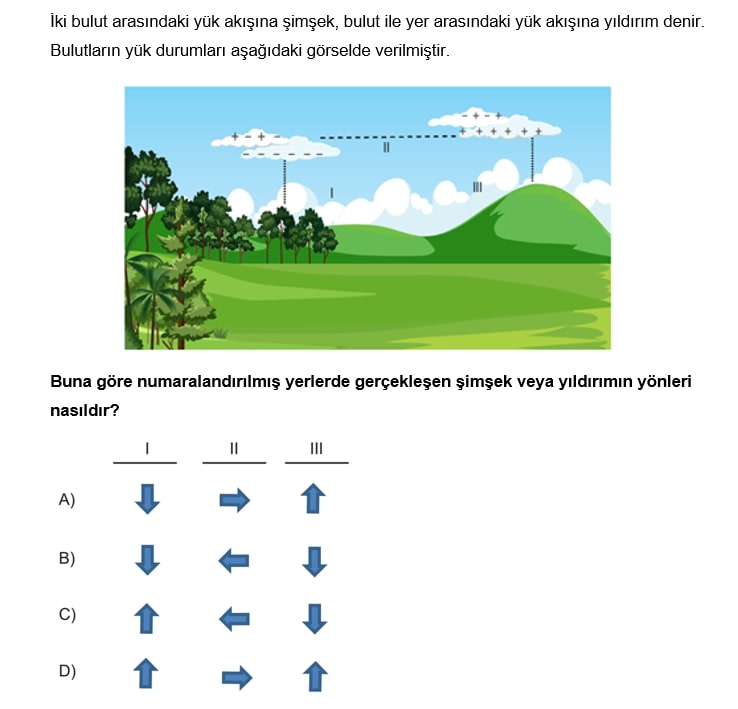 İki bulut arasındaki yük akışına şimşek, bulut ile yer arasındaki yük akışına yıldırım denir.
Bulutların yük durumları aşağıdaki görselde verilmiştir.
+ - + -
- - - - - -
- + - +
+ + + + + +
II
I
III
Buna göre numaralandırılmış yerlerde gerçekleşen şimşek veya yıldırımın yönleri
nasıldır?
I II III
A)
B)
C)
D)